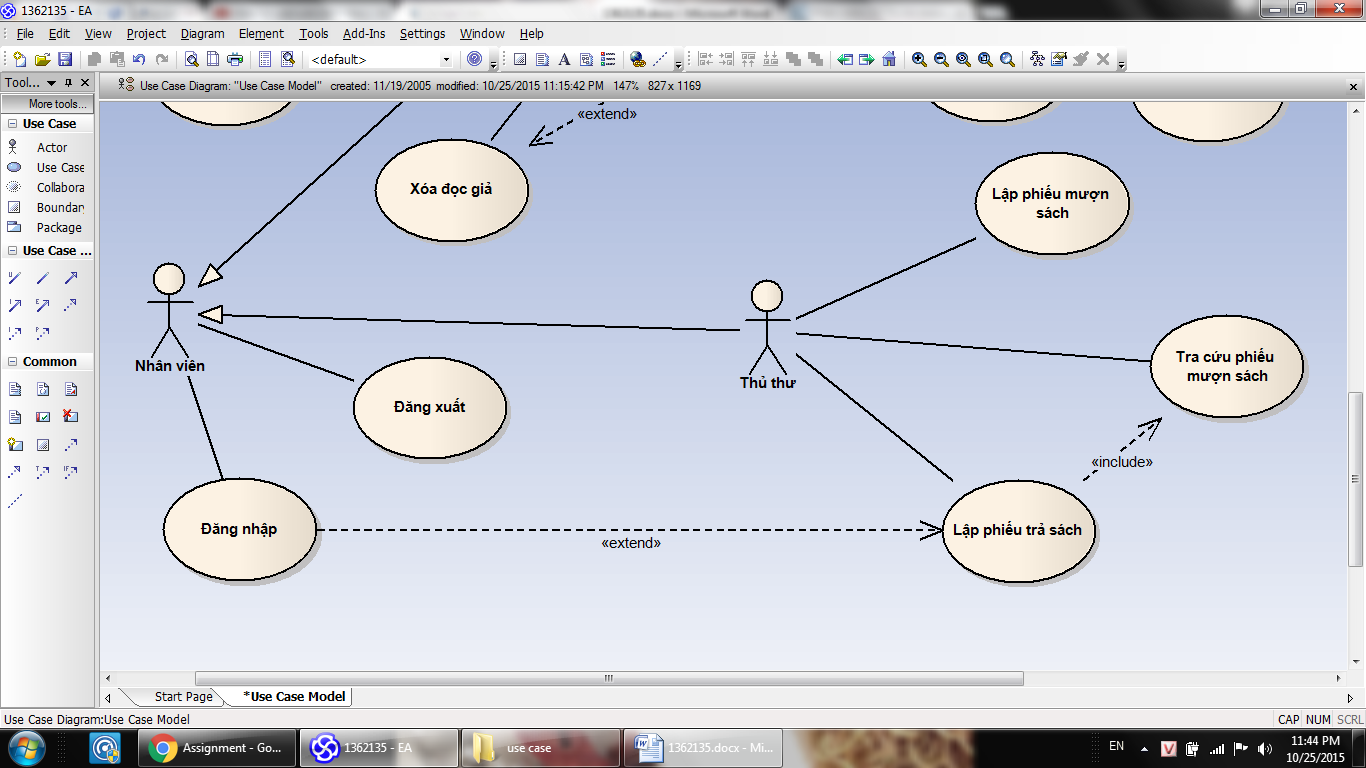 1362135 - EA
File Edit View Project Diagram Element Tools Add-Ins Settings Window Help
<default>
Tool...
Use Case Diagram: "Use Case Model" created: 11/19/2005 modified: 10/25/2015 11:15:42 PM 147% 827 x 1169
More tools...
Use Case
Actor
Use Case
Collabora
Boundar
Package
Use Case ...
Common
«extend»
Xóa đọc giả
Lập phiếu mượn
sách
Nhân viên
Thủ thư
Tra cứu phiếu
mượn sách
Đăng xuất
«include»
Đăng nhập
«extend»
Lập phiếu trả sách
Start Page
*Use Case Model
Use Case Diagram:Use Case Model
CAP NUM SCRL
Assignment - Go...
1362135 - EA
use case
1362135.docx - Mi...
EN
11:44 PM
10/25/2015